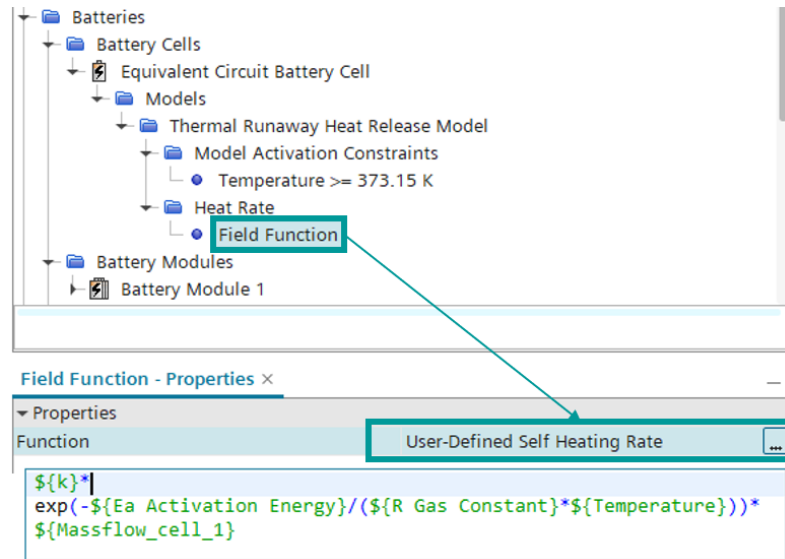 Batteries
Battery Cells
Equivalent Circuit Battery Cell
Models
Thermal Runaway Heat Release Model
Model Activation Constraints
Temperature >= 373.15 K
Heat Rate
Field Function
Battery Modules
Battery Module 1
Field Function - Properties ×
Properties
Function User-Defined Self Heating Rate ...
${k}*
exp(-${Ea Activation Energy}/(${R Gas Constant}*${Temperature}))*
${Massflow_cell_1}